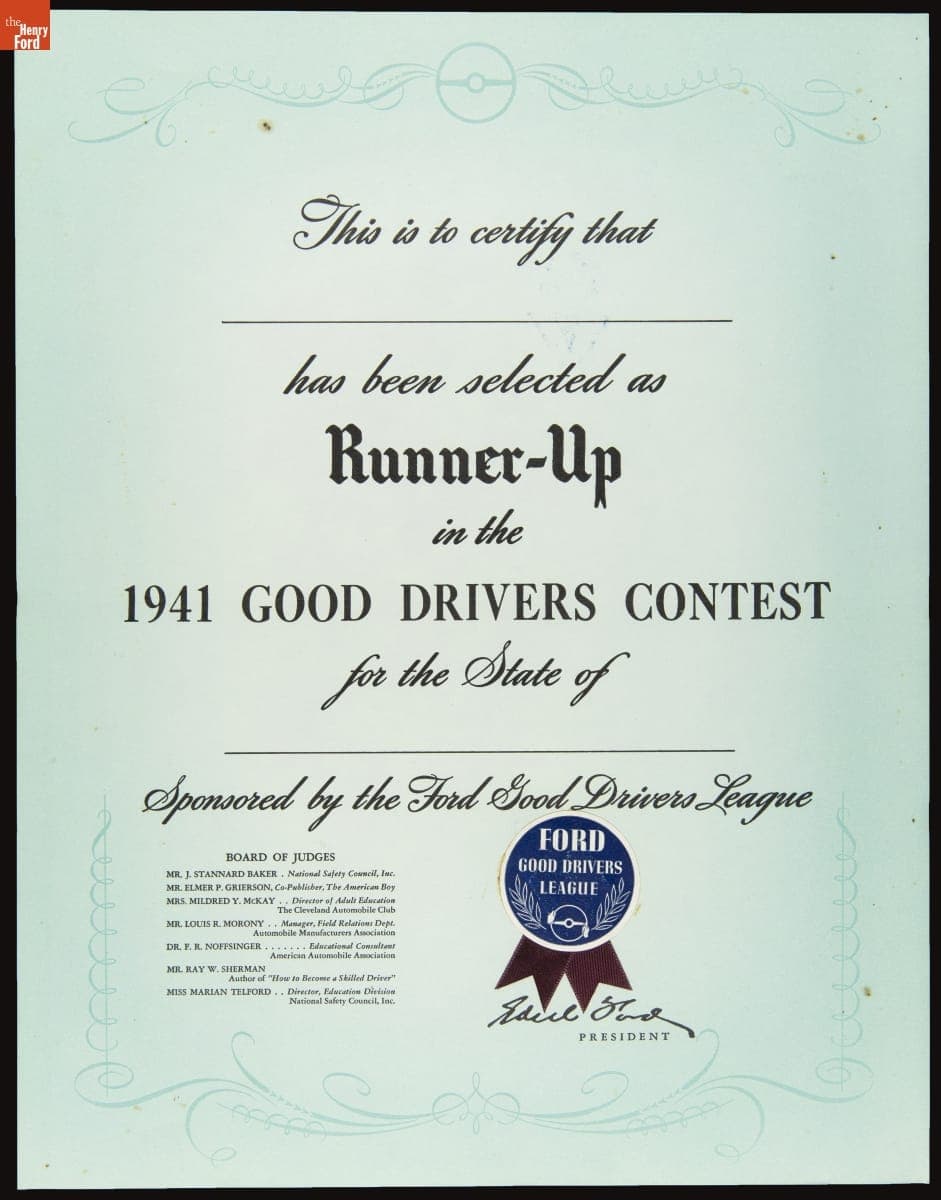 the
Henry
Ford
This is to certify that
has been selected as
Runner-Up
in the
1941 GOOD DRIVERS CONTEST
for the State of
Sponsored by the Ford Good Drivers League
BOARD OF JUDGES
MR. J. STANNARD BAKER . National Safety Council, Inc.
MR. ELMER P. GRIERSON, Co-Publisher, The American Boy
MRS. MILDRED Y. McKAY . . Director of Adult Education
The Cleveland Automobile Club
MR. LOUIS R. MORONY . . Manager, Field Relations Dept.
Automobile Manufacturers Association
DR. F. R. NOFFSINGER . . . . . . . Educational Consultant
American Automobile Association
MR. RAY W. SHERMAN
Author of "How to Become a Skilled Driver"
MISS MARIAN TELFORD . . Director, Education Division
National Safety Council, Inc.
FORD
GOOD DRIVERS
LEAGUE
Edsel Ford
PRESIDENT